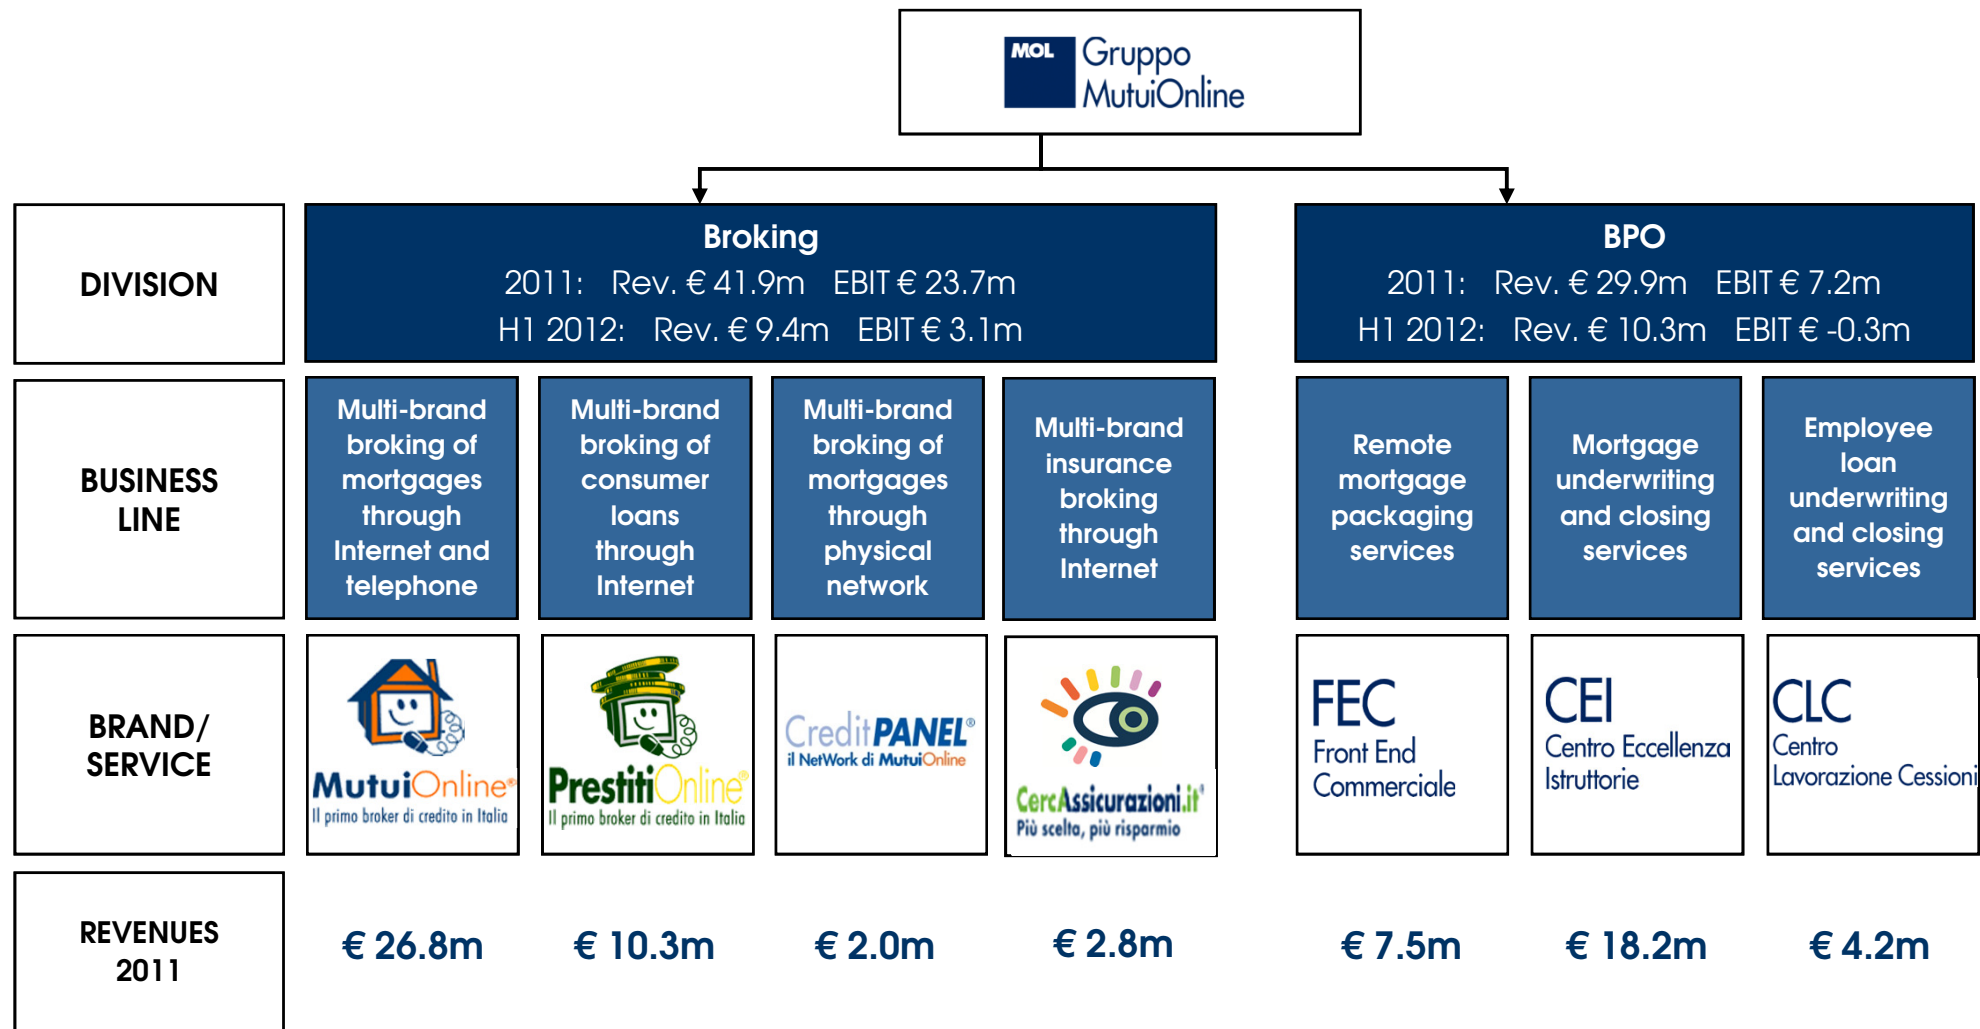 MOL
Gruppo
MutuiOnline
DIVISION
Broking
2011: Rev. € 41.9m EBIT € 23.7m
H1 2012: Rev. € 9.4m EBIT € 3.1m
BPO
2011: Rev. € 29.9m EBIT € 7.2m
H1 2012: Rev. € 10.3m EBIT € -0.3m
BUSINESS
LINE
Multi-brand
broking of
mortgages
through
Internet and
telephone
Multi-brand
broking of
consumer
loans
through
Internet
Multi-brand
broking of
mortgages
through
physical
network
Multi-brand
insurance
broking
through
Internet
Remote
mortgage
packaging
services
Mortgage
underwriting
and closing
services
Employee
loan
underwriting
and closing
services
BRAND/
SERVICE
MutuiOnline®
Il primo broker di credito in Italia
PrestitiOnline®
Il primo broker di credito in Italia
CreditPANEL®
il NetWork di MutuiOnline
CercAssicurazioni.it
Più scelta, più risparmio
FEC
Front End
Commerciale
CEI
Centro Eccellenza
Istruttorie
CLC
Centro
Lavorazione Cessioni
REVENUES
2011
€ 26.8m
€ 10.3m
€ 2.0m
€ 2.8m
€ 7.5m
€ 18.2m
€ 4.2m